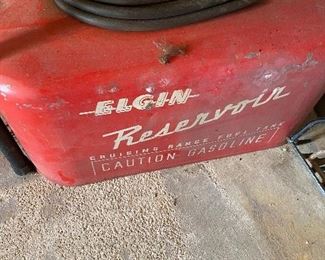 ELGIN
Reservoir
CRUISING RANGE FUEL TANK
CAUTION-GASOLINE